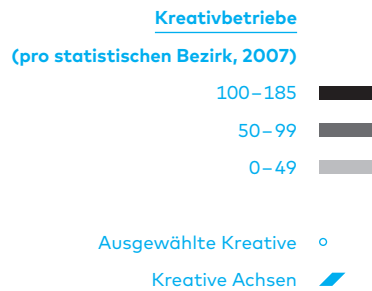 Kreativbetriebe
(pro statistischen Bezirk, 2007)
100–185
50–99
0–49
Ausgewählte Kreative
Kreative Achsen